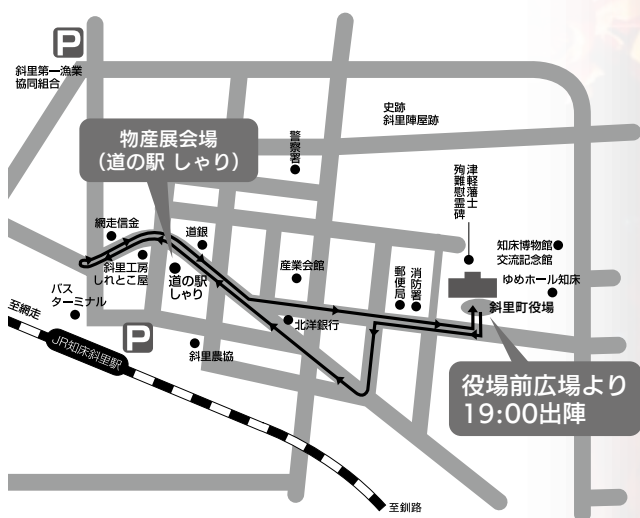 P
斜里第一漁業
協同組合
史跡
斜里陣屋跡
物産展会場
（道の駅 しゃり）
警察署
津軽藩士
殉難慰霊碑
網走信金
道銀
知床博物館
交流記念館
産業会館
ゆめホール知床
斜里工房
しれとこ屋
道の駅
しゃり
郵便局
消防署
バス
ターミナル
斜里町役場
至網走
北洋銀行
P
JR知床斜里駅
斜里農協
役場前広場より
19:00出陣
至釧路